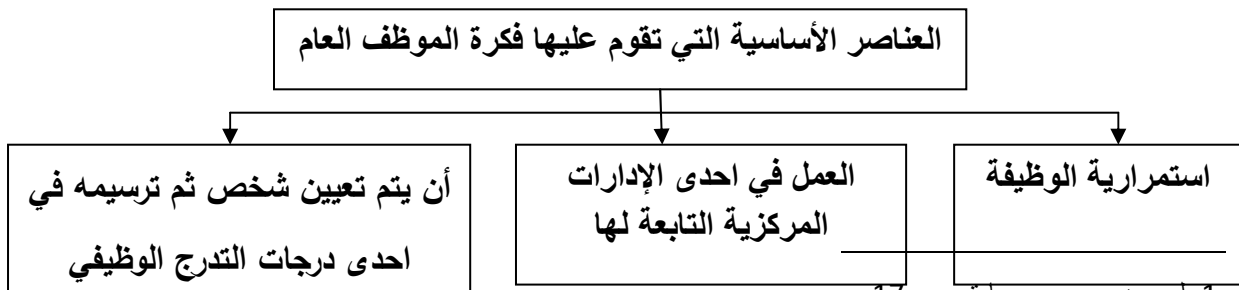 العناصر الأساسية التي تقوم عليها فكرة الموظف العام
استمرارية الوظيفة
العمل في احدى الإدارات
المركزية التابعة لها
أن يتم تعيين شخص ثم ترسيمه في
احدى درجات التدرج الوظيفي